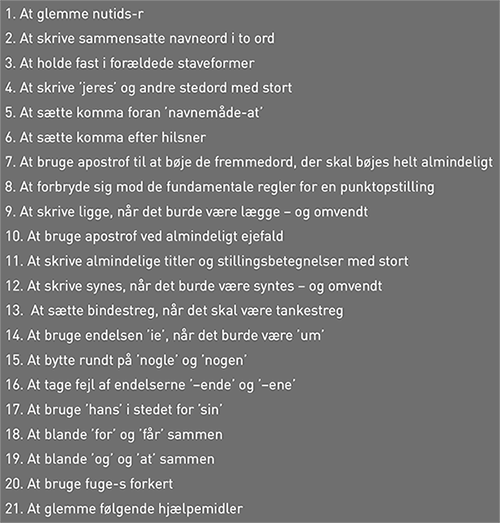 1. At glemme nutids-r
2. At skrive sammensatte navneord i to ord
3. At holde fast i forældede staveformer
4. At skrive 'jeres' og andre stedord med stort
5. At sætte komma foran 'navnemåde-at'
6. At sætte komma efter hilsner
7. At bruge apostrof til at bøje de fremmedord, der skal bøjes helt almindeligt
8. At forbryde sig mod de fundamentale regler for en punktopstilling
9. At skrive ligge, når det burde være lægge – og omvendt
10. At bruge apostrof ved almindeligt ejefald
11. At skrive almindelige titler og stillingsbetegnelser med stort
12. At skrive synes, når det burde være syntes – og omvendt
13. At sætte bindestreg, når det skal være tankestreg
14. At bruge endelsen 'ie', når det burde være 'um'
15. At bytte rundt på 'nogle' og 'nogen'
16. At tage fejl af endelserne '–ende' og '–ene'
17. At bruge 'hans' i stedet for 'sin'
18. At blande 'for' og 'får' sammen
19. At blande 'og' og 'at' sammen
20. At bruge fuge-s forkert
21. At glemme følgende hjælpemidler